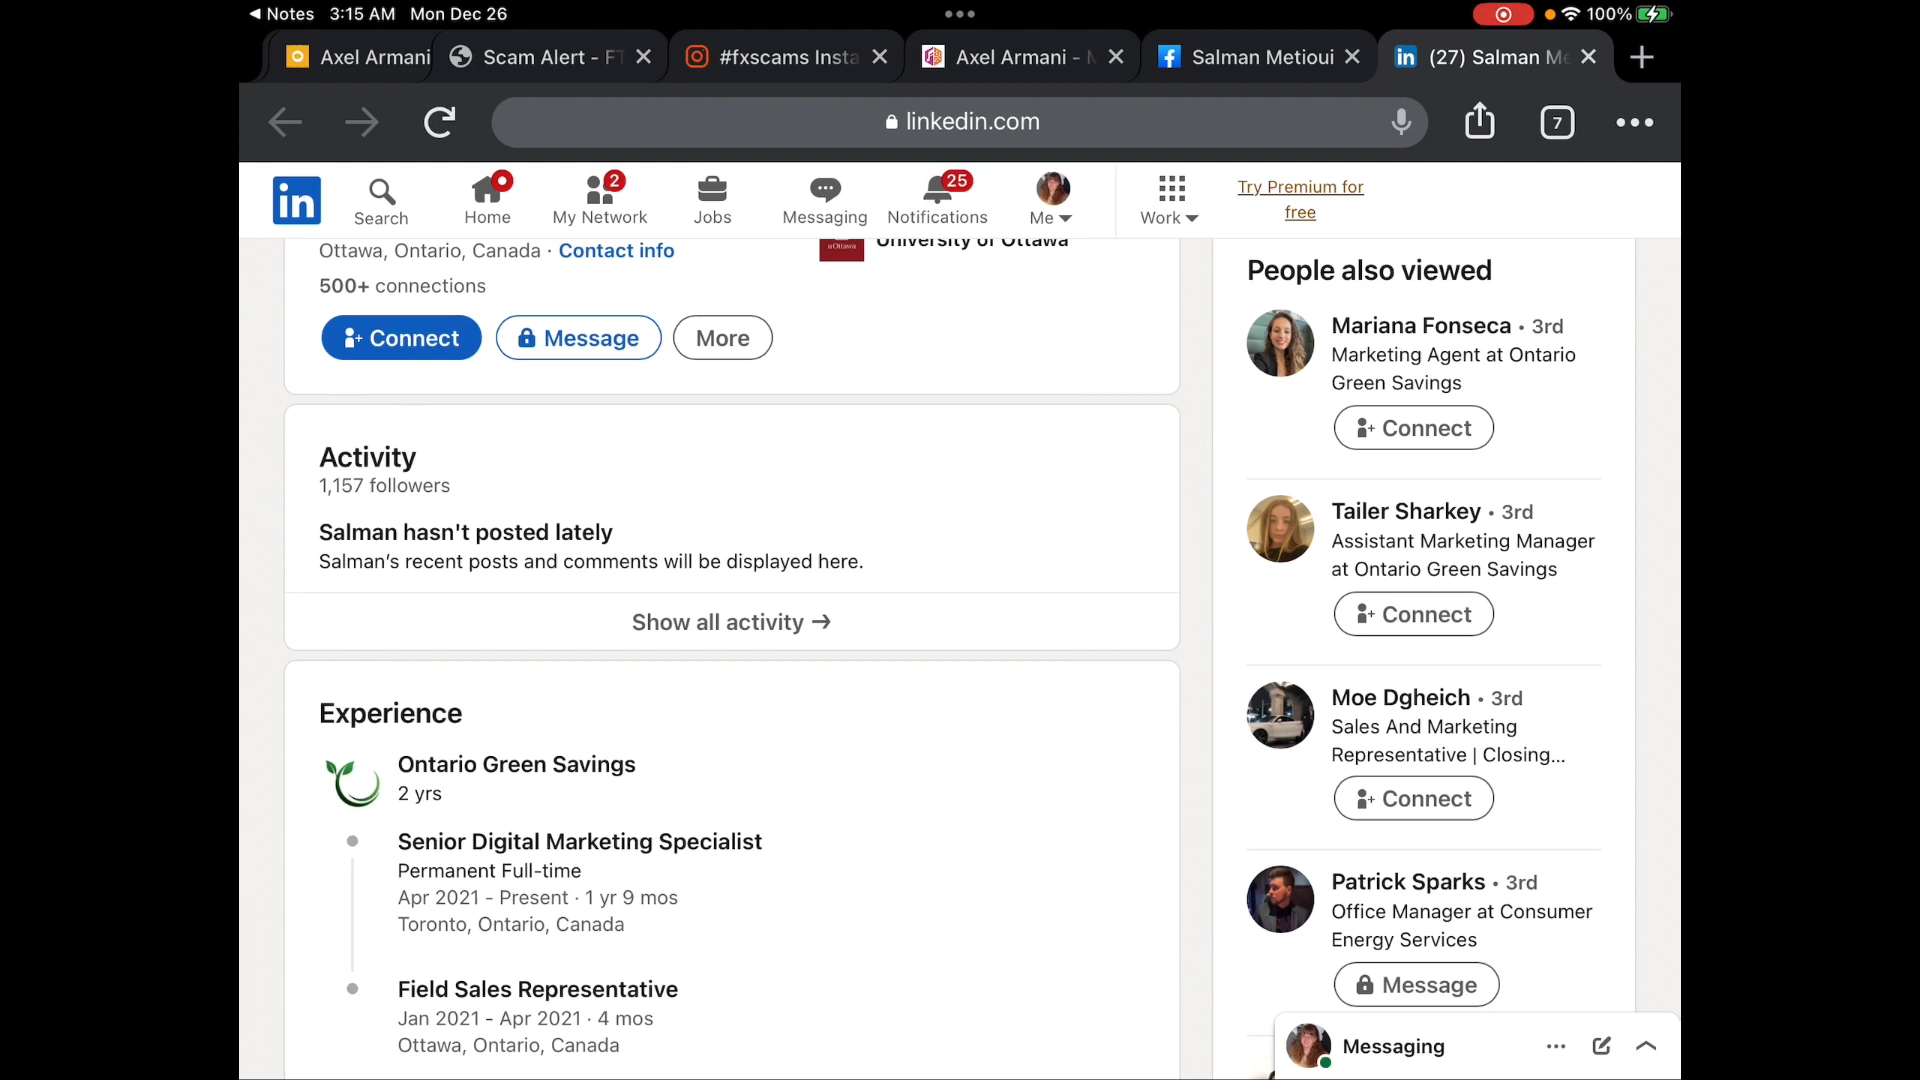 Notes 3:15 AM Mon Dec 26 100%
Axel Armani Scam Alert - FT #fxscams Insta Axel Armani - M Salman Metioui (27) Salman Me
linkedin.com 7
in Search Home 2 My Network Jobs Messaging 25 Notifications Me Work Try Premium for free
Ottawa, Ontario, Canada · Contact info
uOttawa University of Ottawa
500+ connections
Connect Message More
Activity
1,157 followers
Salman hasn't posted lately
Salman's recent posts and comments will be displayed here.
Show all activity →
Experience
Ontario Green Savings
2 yrs
Senior Digital Marketing Specialist
Permanent Full-time
Apr 2021 - Present · 1 yr 9 mos
Toronto, Ontario, Canada
Field Sales Representative
Jan 2021 - Apr 2021 · 4 mos
Ottawa, Ontario, Canada
People also viewed
Mariana Fonseca • 3rd
Marketing Agent at Ontario
Green Savings
Connect
Tailer Sharkey • 3rd
Assistant Marketing Manager
at Ontario Green Savings
Connect
Moe Dgheich • 3rd
Sales And Marketing
Representative | Closing...
Connect
Patrick Sparks • 3rd
Office Manager at Consumer
Energy Services
Message
Messaging